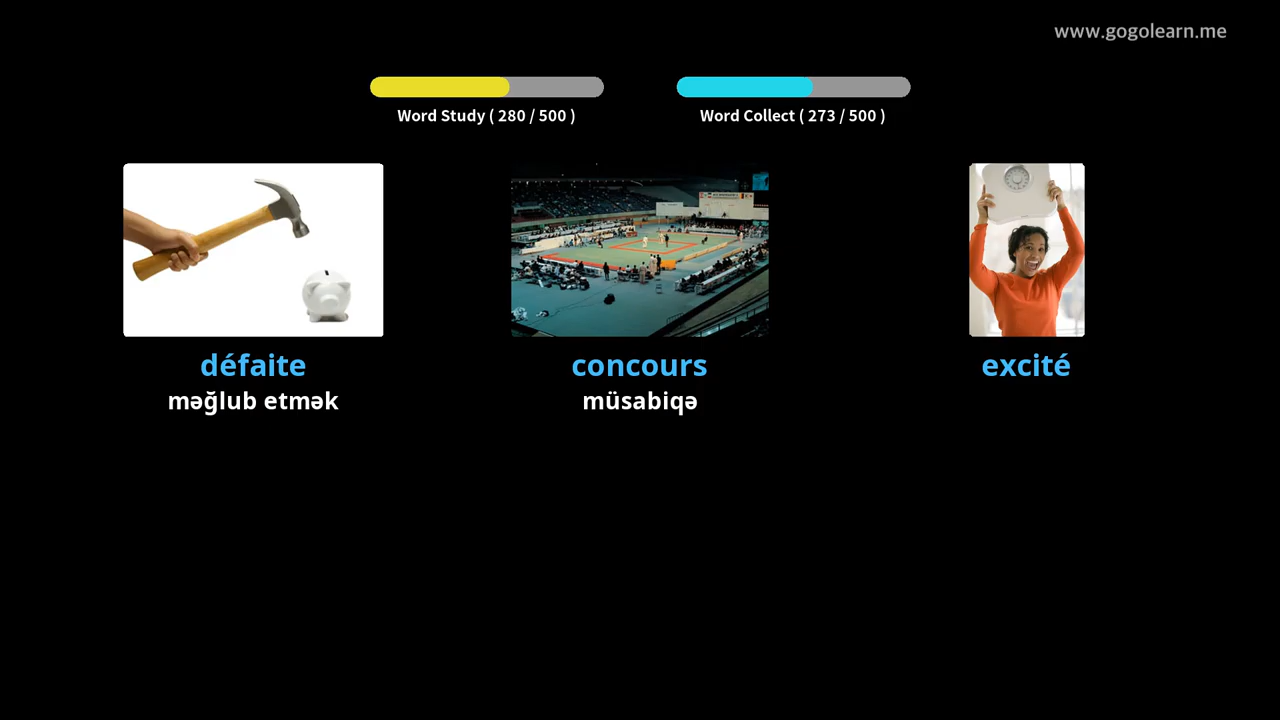 www.gogolearn.me
Word Study ( 280 / 500 )
Word Collect ( 273 / 500 )
défaite
concours
excité
məğlub etmək
müsabiqə